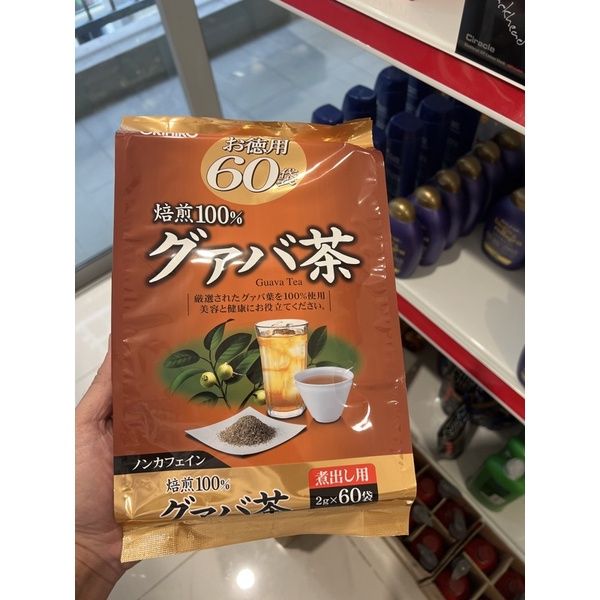 ORIHIRO
お徳用
60袋
焙煎100%
グァバ茶
Guava Tea
厳選されたグァバ葉を100%使用
美容と健康にお役立てください。
ノンカフェイン
焙煎100%
グァバ茶
煮出し用
2g×60袋
Ciracle